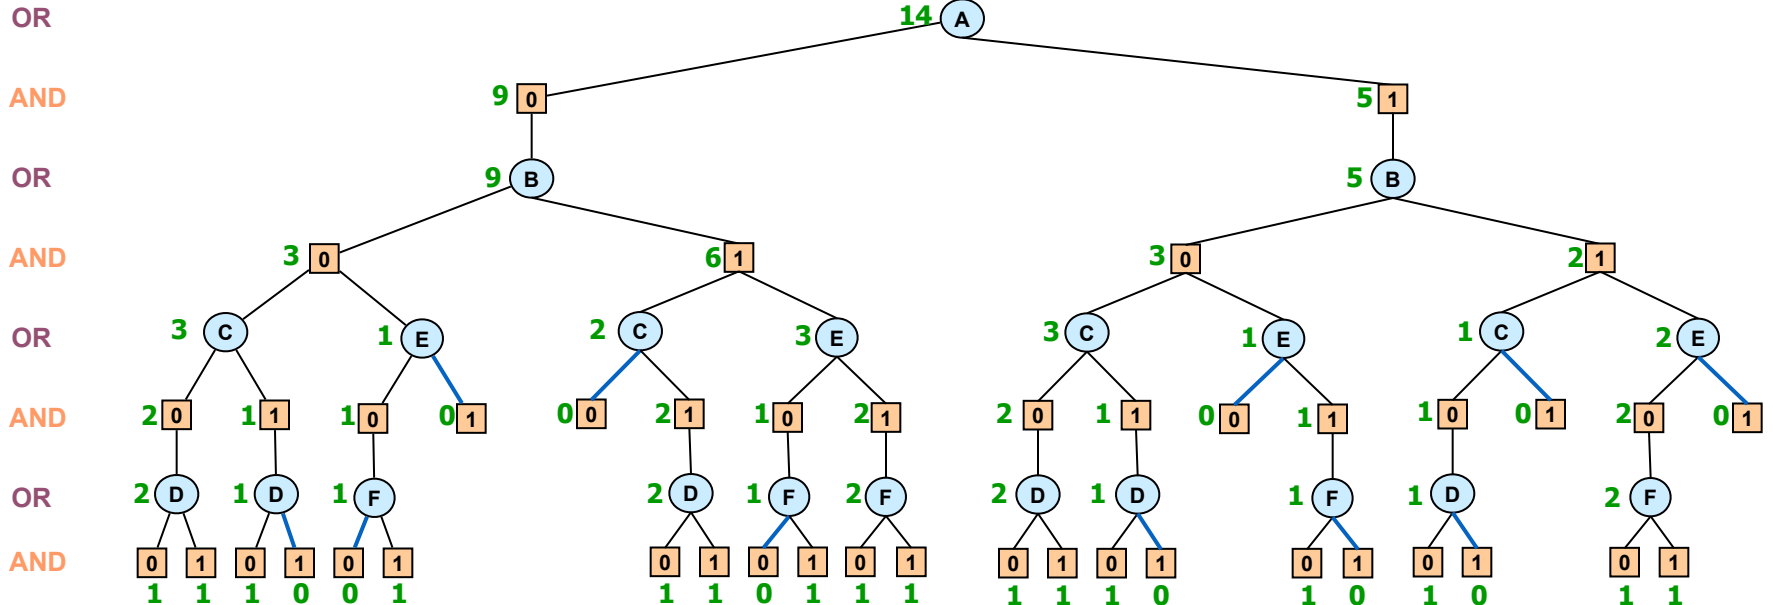 OR 14 A
AND 9 0 5 1
OR 9 B 5 B
AND 3 0 6 1 3 0 2 1
OR 3 C 1 E 2 C 3 E 3 C 1 E 1 C 2 E
AND 2 0 1 1 1 0 0 1 0 0 2 1 1 0 2 1 2 0 1 1 0 0 1 1 1 0 0 1 2 0 0 1
OR 2 D 1 D 1 F 2 D 1 F 2 F 2 D 1 D 1 F 1 D 2 F
AND 0 1 0 1 0 1 0 1 0 1 0 1 0 1 0 1 0 1 0 1 0 1
1 1 1 0 0 1 1 1 0 1 1 1 1 1 1 0 1 0 1 0 1 1